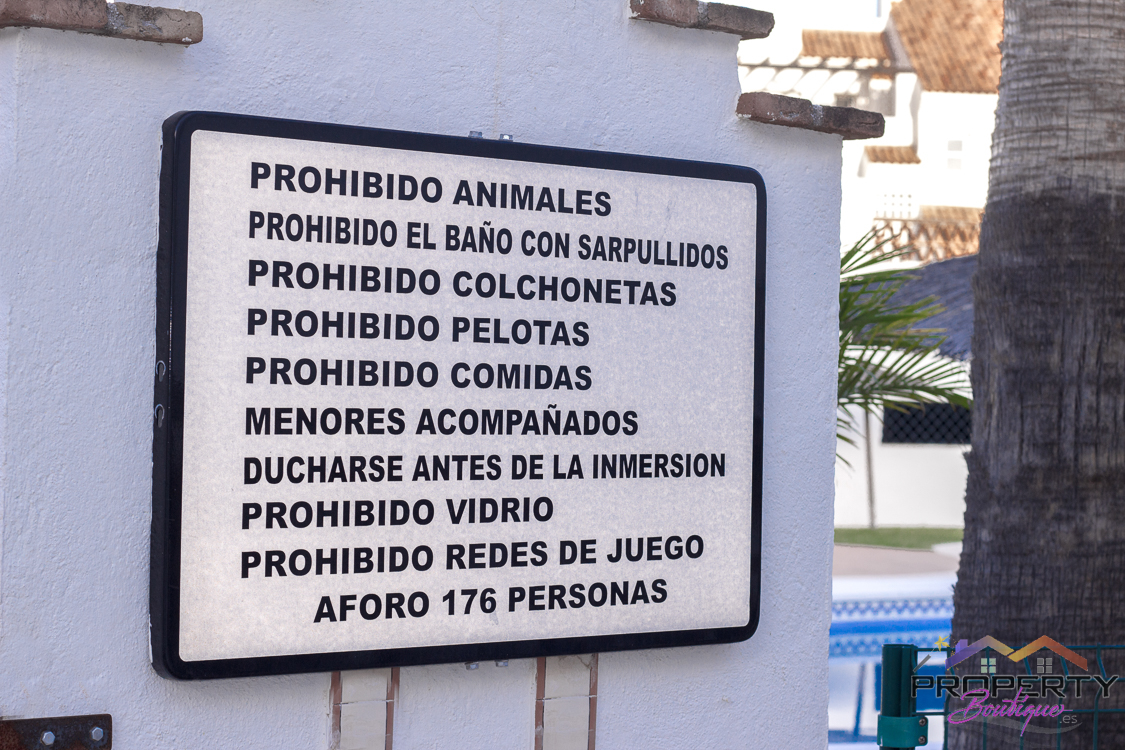 PROHIBIDO ANIMALES
PROHIBIDO EL BAÑO CON SARPULLIDOS
PROHIBIDO COLCHONETAS
PROHIBIDO PELOTAS
PROHIBIDO COMIDAS
MENORES ACOMPAÑADOS
DUCHARSE ANTES DE LA INMERSION
PROHIBIDO VIDRIO
PROHIBIDO REDES DE JUEGO
AFORO 176 PERSONAS
PROPERTY
Boutique.es